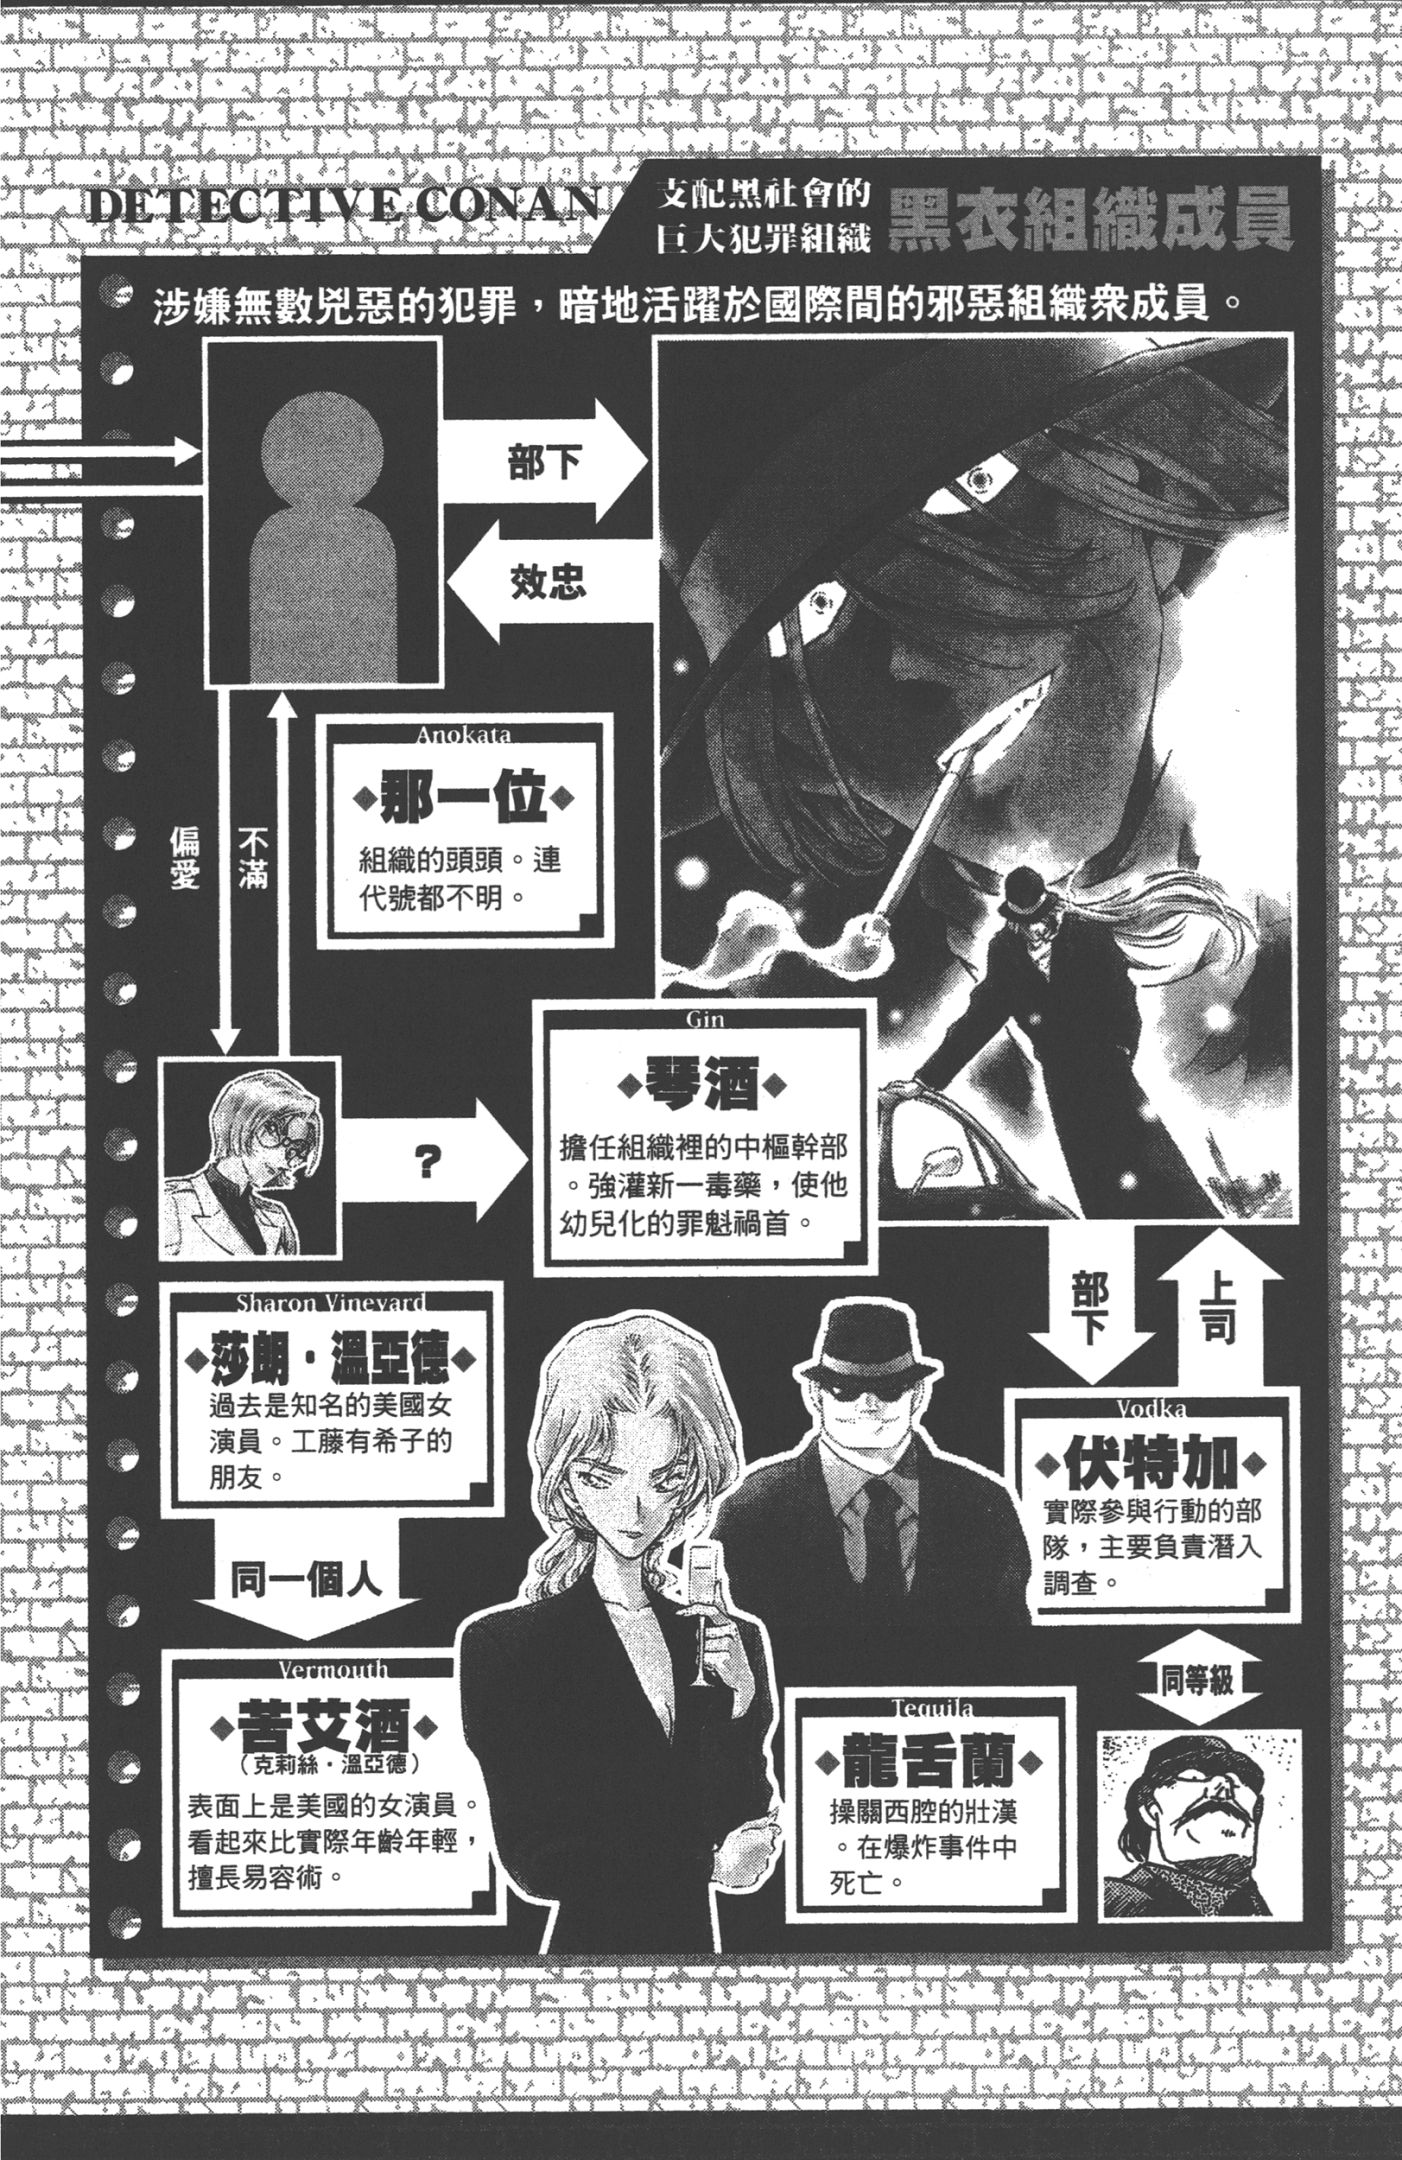 DETECTIVE CONAN
支配黑社會的
巨大犯罪組織
黑衣組織成員
涉嫌無數兇惡的犯罪，暗地活躍於國際間的邪惡組織眾成員。
部下
效忠
Anokata
那一位
組織的頭頭。連
代號都不明。
偏愛
不滿
Gin
琴酒
擔任組織裡的中樞幹部
。強灌新一毒藥，使他
幼兒化的罪魁禍首。
?
部下
上司
Sharon Vineyard
莎朗・溫亞德
過去是知名的美國女
演員。工藤有希子的
朋友。
同一個人
Vodka
伏特加
實際參與行動的部
隊，主要負責潛入
調查。
同等級
Vermouth
苦艾酒
（克莉絲・溫亞德）
表面上是美國的女演員。
看起來比實際年齡年輕，
擅長易容術。
Tequila
龍舌蘭
操關西腔的壯漢
。在爆炸事件中
死亡。